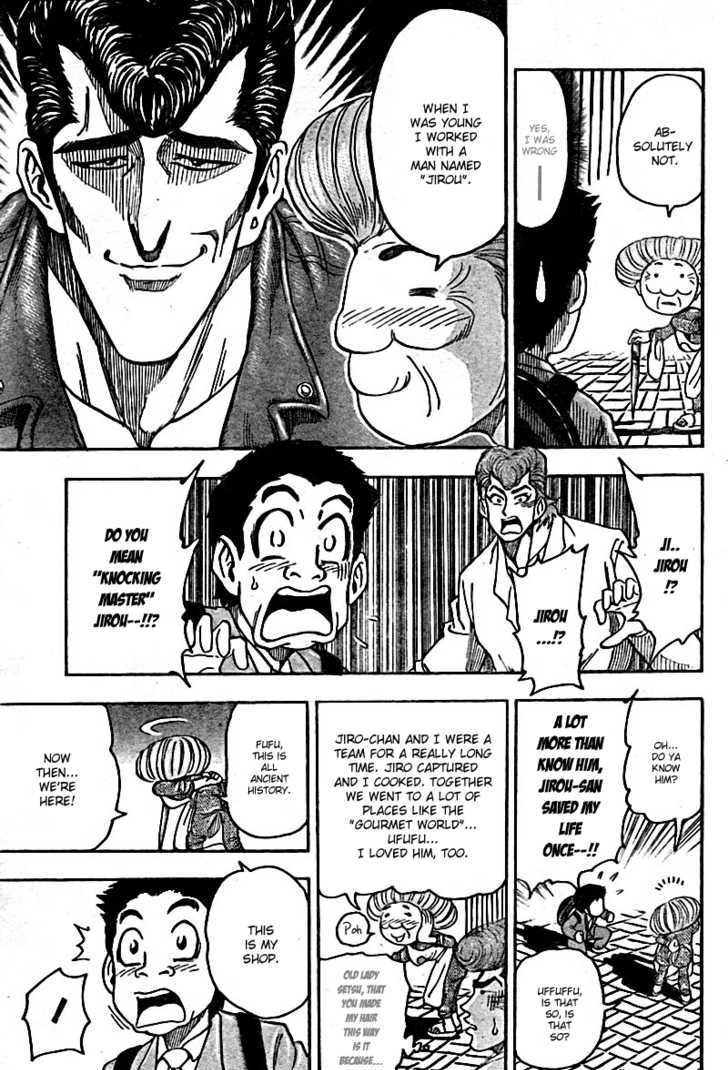 AB-
SOLUTELY
NOT.
YES,
I WAS
WRONG
WHEN I
WAS YOUNG
I WORKED
WITH A
MAN NAMED
"JIROU".
JI..
JIROU
!?
JIROU
...!?
DO YOU
MEAN
"KNOCKING
MASTER"
JIROU--!!?
OH...
DO YA
KNOW
HIM?
A LOT
MORE THAN
KNOW HIM,
JIROU-SAN
SAVED MY
LIFE
ONCE--!!
UFFUFFU,
IS THAT
SO, IS
THAT
SO?
JIRO-CHAN AND I WERE A
TEAM FOR A REALLY LONG
TIME. JIRO CAPTURED
AND I COOKED. TOGETHER
WE WENT TO A LOT OF
PLACES LIKE THE
"GOURMET WORLD"...
UFUFU...
I LOVED HIM, TOO.
Poh
OLD LADY
SETSU, THAT
YOU MADE
MY HAIR
THIS WAY
IS IT
BECAUSE....
FUFU,
THIS IS
ALL
ANCIENT
HISTORY.
NOW
THEN...
WE'RE
HERE!
THIS
IS MY
SHOP.